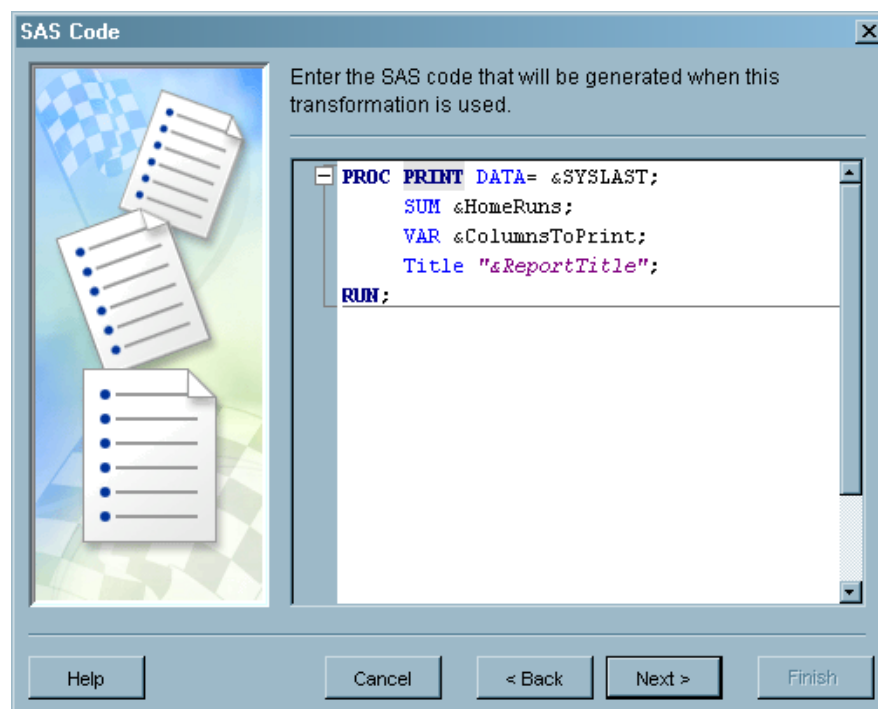 SAS Code
Enter the SAS code that will be generated when this
transformation is used.
PROC PRINT DATA= &SYSLAST;
SUM &HomeRuns;
VAR &ColumnsToPrint;
Title "&ReportTitle";
RUN;
Help
Cancel
< Back
Next >
Finish